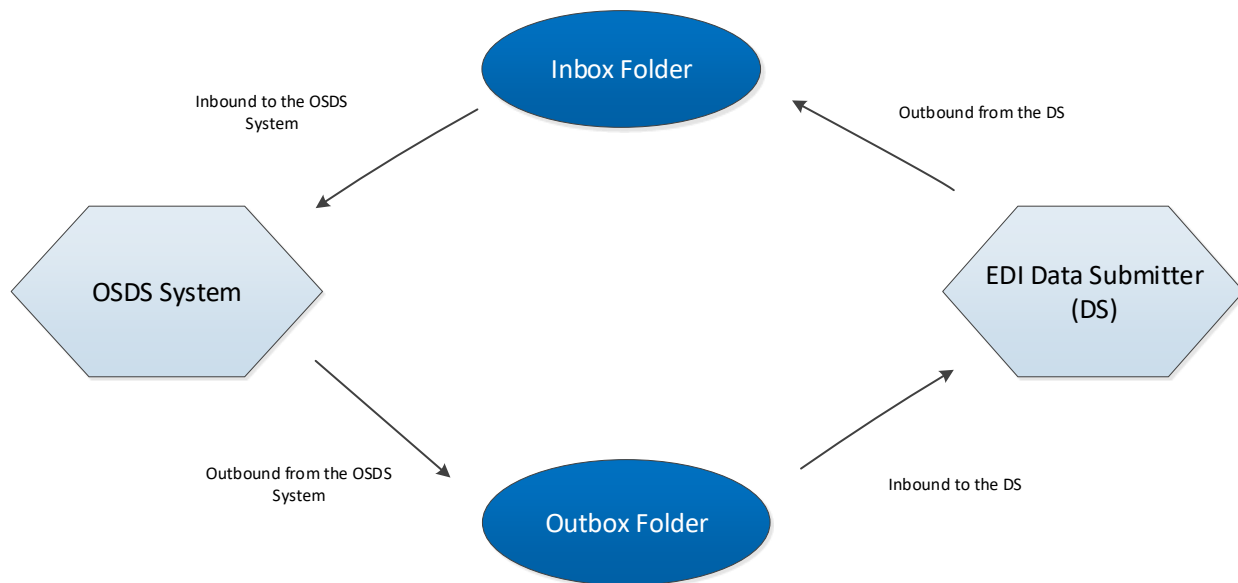 Inbox Folder
Inbound to the OSDS
System
Outbound from the DS
OSDS System
EDI Data Submitter
(DS)
Outbound from the OSDS
System
Inbound to the DS
Outbox Folder